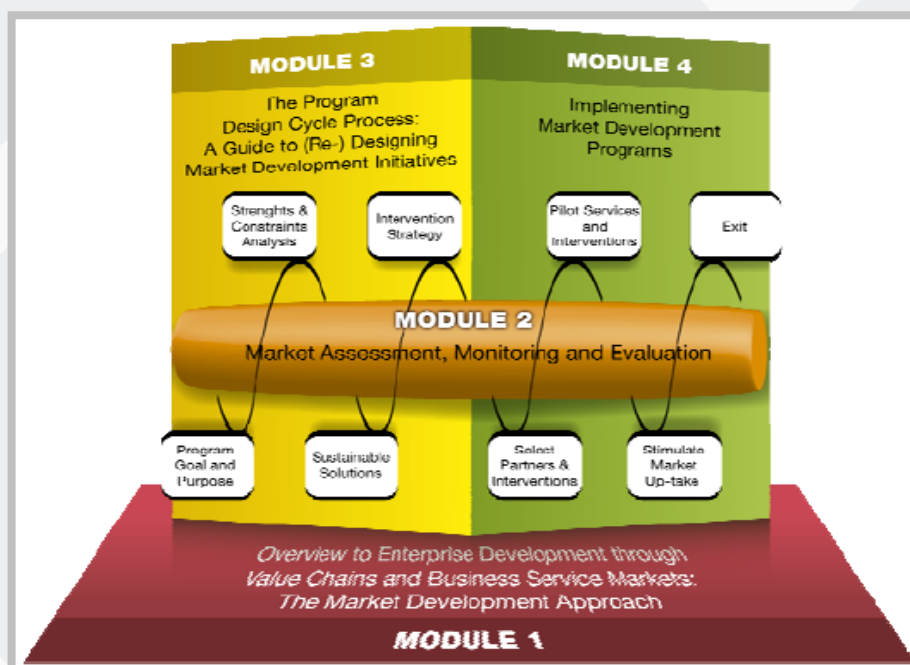 MODULE 3
The Program
Design Cycle Process:
A Guide to (Re-) Designing
Market Development Initiatives
MODULE 4
Implementing
Market Development
Programs
Strenghts &
Constraints
Analysis
Intervention
Strategy
Pilot Services
and
Interventions
Exit
MODULE 2
Market Assessment, Monitoring and Evaluation
Program
Goal and
Purpose
Sustainable
Solutions
Select
Partners &
Interventions
Stimulate
Market
Up-take
Overview to Enterprise Development through
Value Chains and Business Service Markets:
The Market Development Approach
MODULE 1